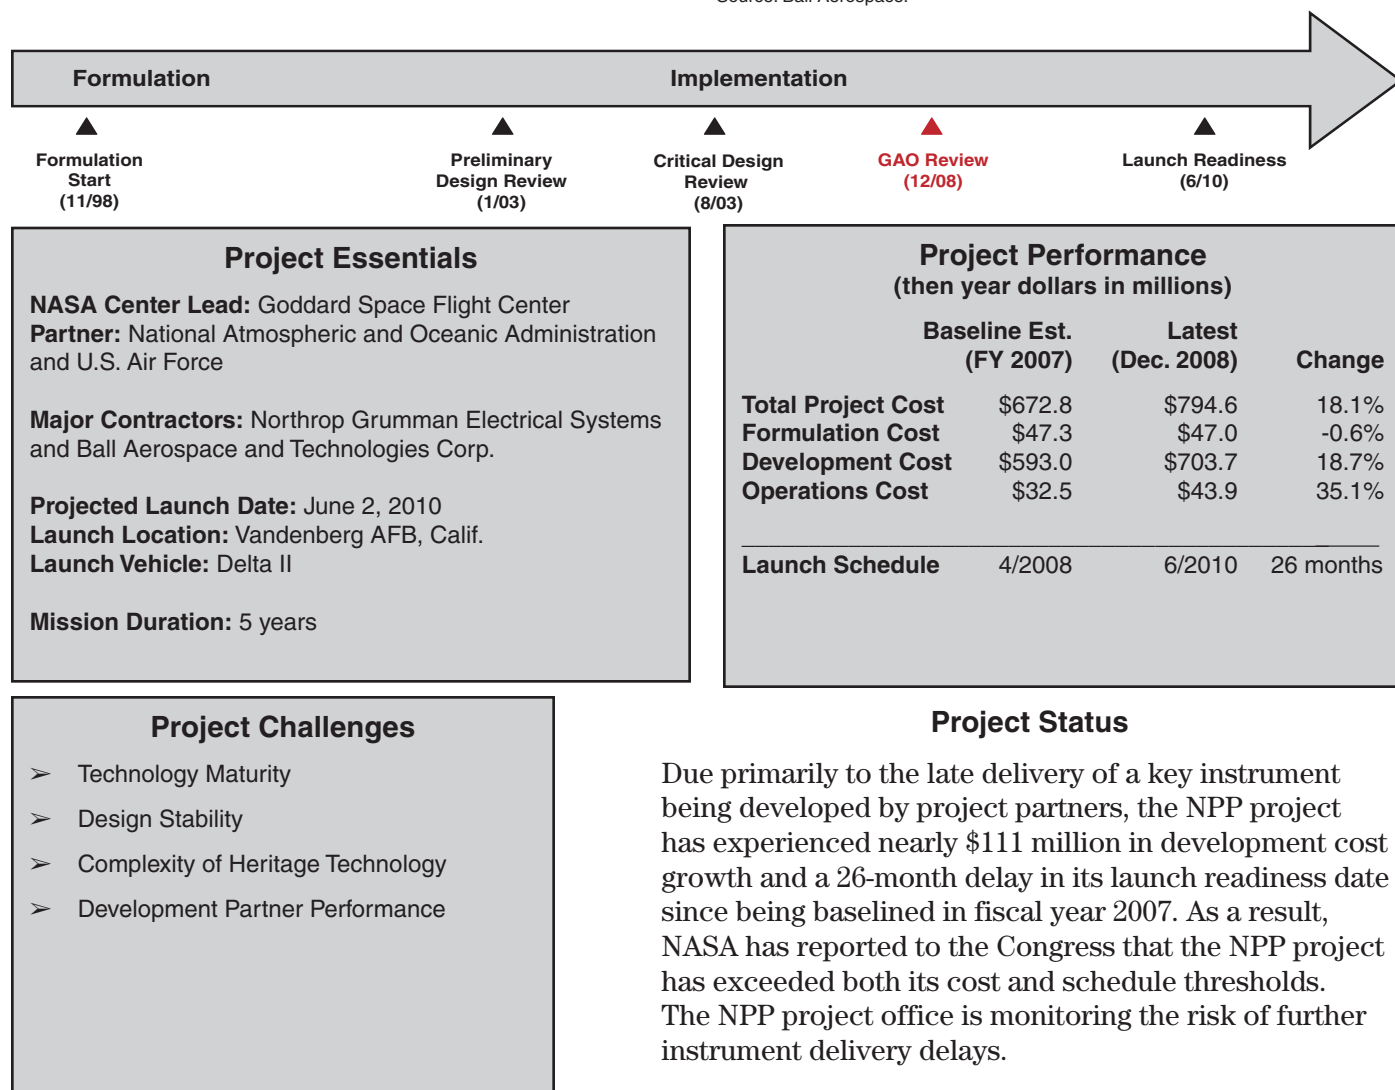 Source: Ball Aerospace.
Formulation Implementation
Formulation
Start
(11/98)
Preliminary
Design Review
(1/03)
Critical Design
Review
(8/03)
GAO Review
(12/08)
Launch Readiness
(6/10)
Project Essentials
NASA Center Lead: Goddard Space Flight Center
Partner: National Atmospheric and Oceanic Administration
and U.S. Air Force
Major Contractors: Northrop Grumman Electrical Systems
and Ball Aerospace and Technologies Corp.
Projected Launch Date: June 2, 2010
Launch Location: Vandenberg AFB, Calif.
Launch Vehicle: Delta II
Mission Duration: 5 years
Project Performance
(then year dollars in millions)
Baseline Est. Latest
(FY 2007) (Dec. 2008) Change
Total Project Cost $672.8 $794.6 18.1%
Formulation Cost $47.3 $47.0 -0.6%
Development Cost $593.0 $703.7 18.7%
Operations Cost $32.5 $43.9 35.1%
Launch Schedule 4/2008 6/2010 26 months
Project Challenges
➢ Technology Maturity
➢ Design Stability
➢ Complexity of Heritage Technology
➢ Development Partner Performance
Project Status
Due primarily to the late delivery of a key instrument
being developed by project partners, the NPP project
has experienced nearly $111 million in development cost
growth and a 26-month delay in its launch readiness date
since being baselined in fiscal year 2007. As a result,
NASA has reported to the Congress that the NPP project
has exceeded both its cost and schedule thresholds.
The NPP project office is monitoring the risk of further
instrument delivery delays.